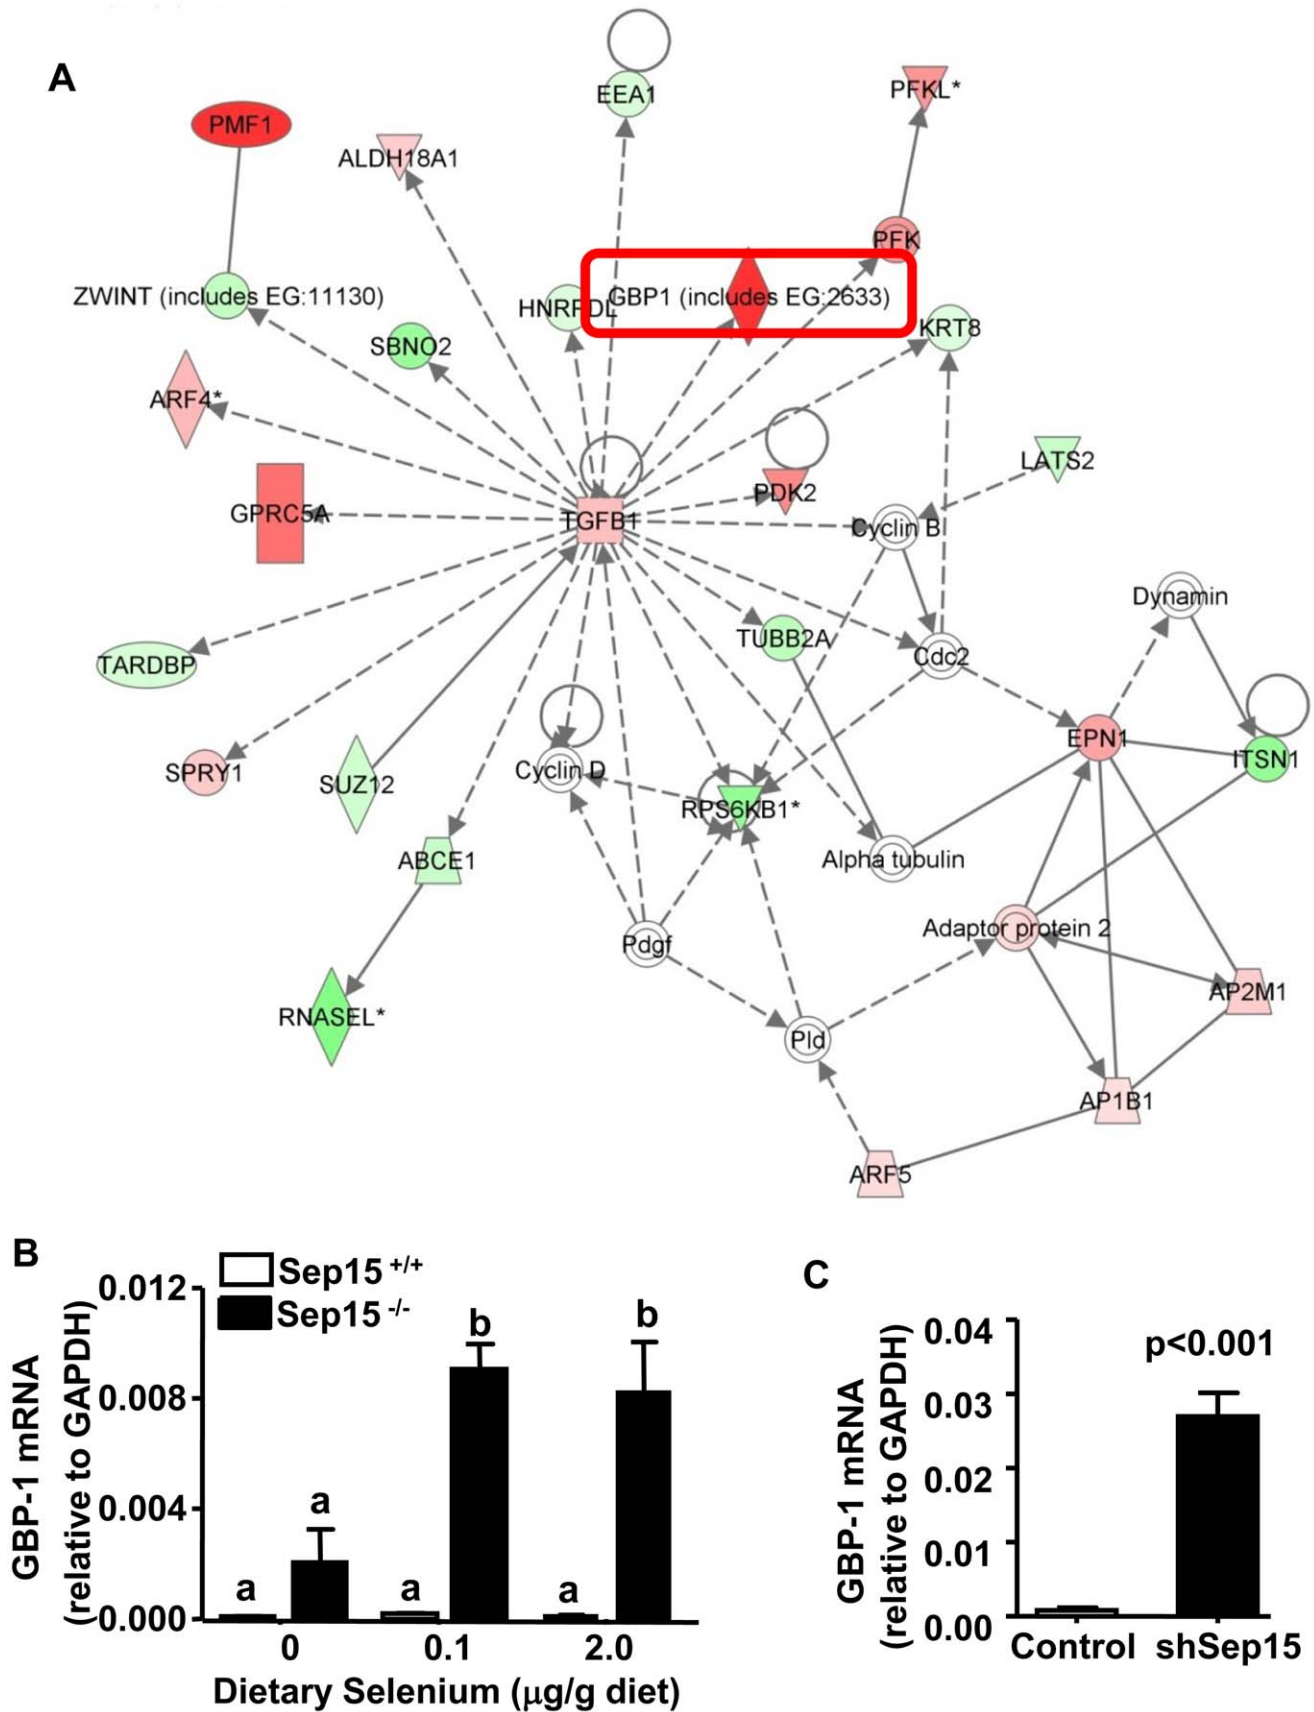 A
EEA1
PFKL*
PMF1
ALDH18A1
PFK
ZWINT (includes EG:11130)
HNRPDL
GBP1 (includes EG:2633)
KRT8
SBNO2
ARF4*
LATS2
PDK2
GPRC5A
TGFB1
Cyclin B
Dynamin
TUBB2A
Cdc2
TARDBP
EPN1
ITSN1
SPRY1
SUZ12
Cyclin D
RPS6KB1*
ABCE1
Alpha tubulin
Adaptor protein 2
Pdgf
AP2M1
RNASEL*
Pld
AP1B1
ARF5
B
Sep15 +/+
Sep15 -/-
GBP-1 mRNA
(relative to GAPDH)
0.012
0.008
0.004
0.000
a
a
a
b
a
b
0
0.1
2.0
Dietary Selenium (µg/g diet)
C
GBP-1 mRNA
(relative to GAPDH)
0.04
0.03
0.02
0.01
0.00
p<0.001
Control
shSep15